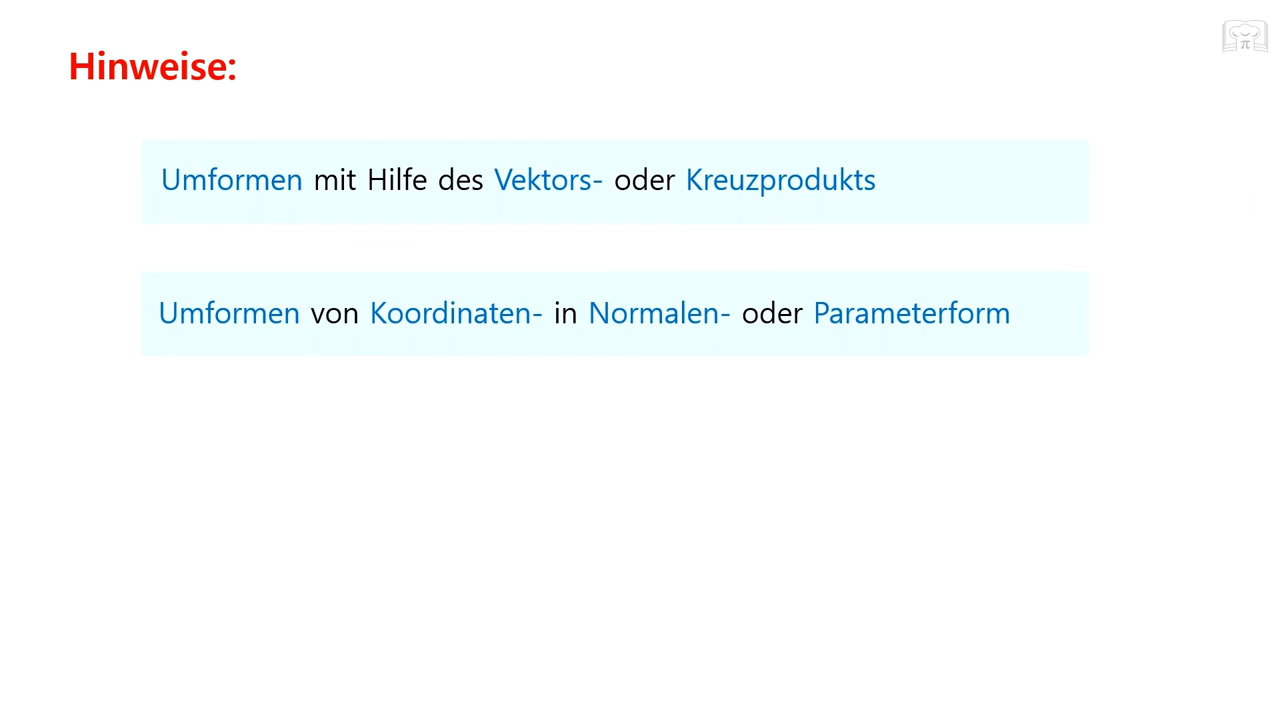 Hinweise:
Umformen mit Hilfe des Vektors- oder Kreuzprodukts
Umformen von Koordinaten- in Normalen- oder Parameterform